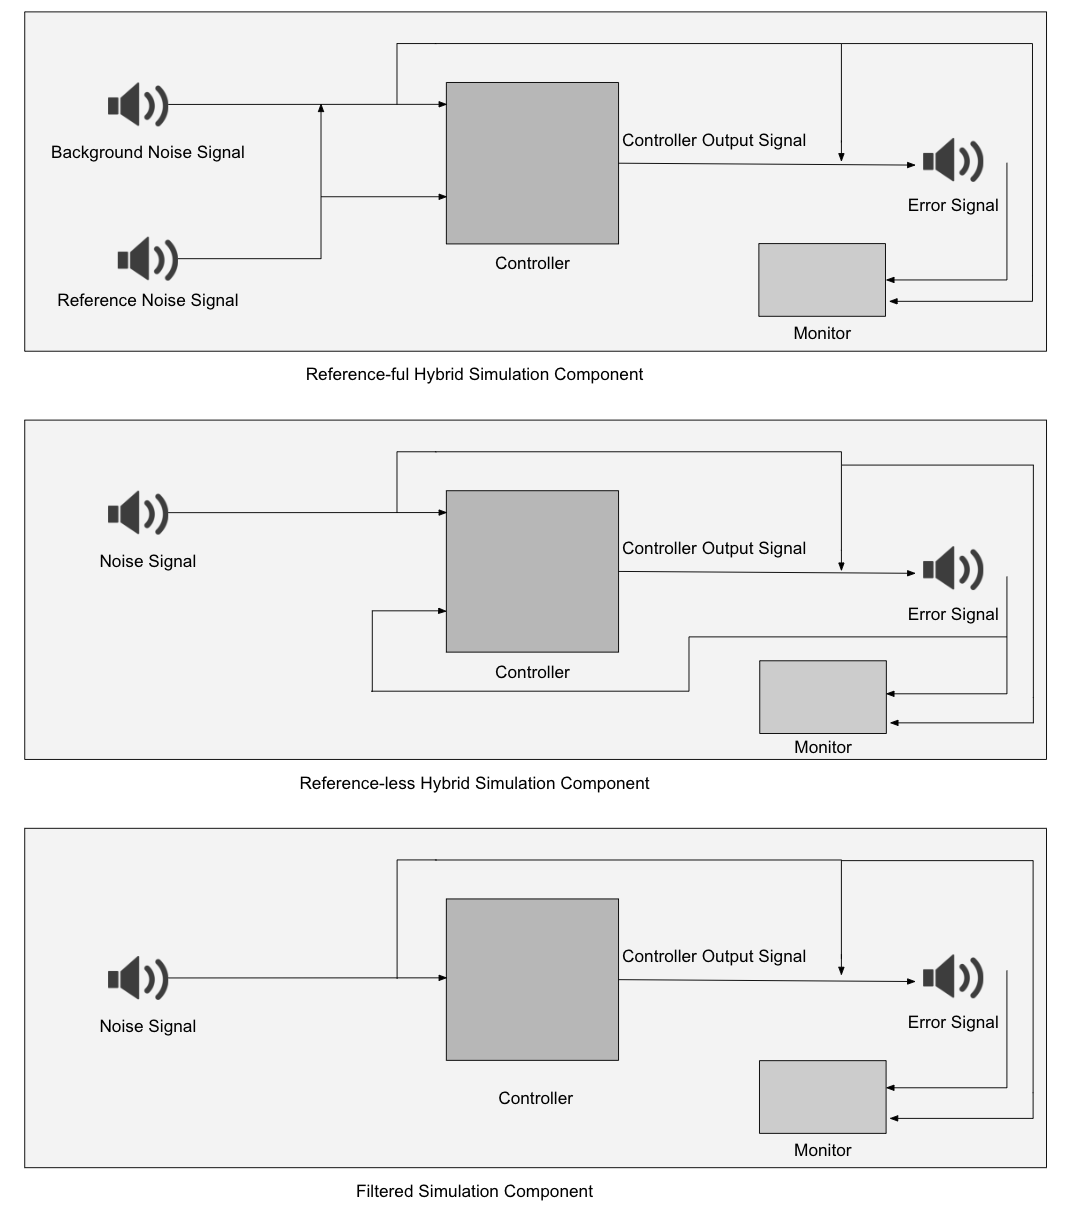 Background Noise Signal
Controller Output Signal
Error Signal
Reference Noise Signal
Controller
Monitor
Reference-ful Hybrid Simulation Component
Noise Signal
Controller Output Signal
Error Signal
Controller
Monitor
Reference-less Hybrid Simulation Component
Noise Signal
Controller Output Signal
Error Signal
Controller
Monitor
Filtered Simulation Component